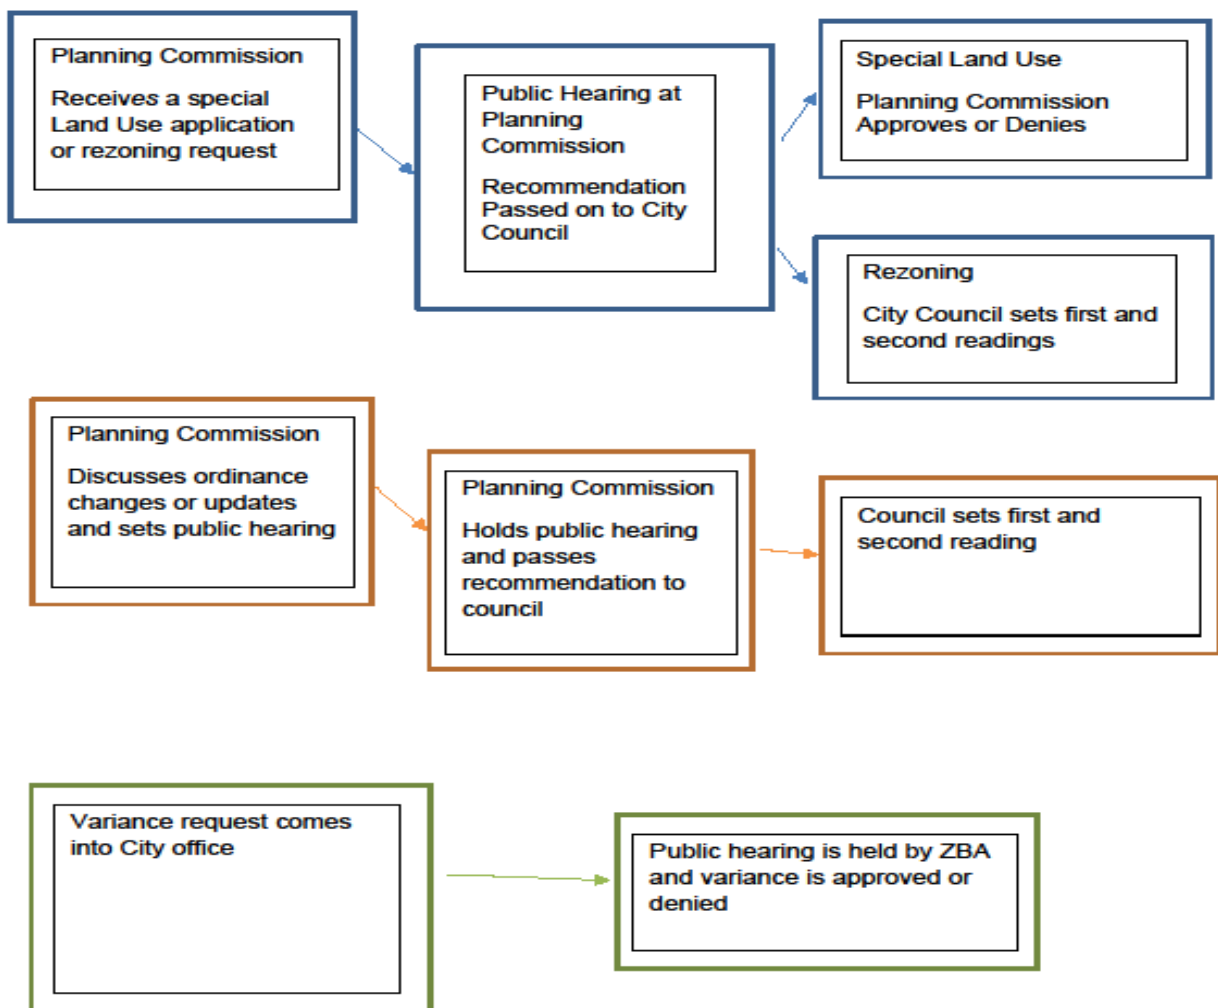 Planning Commission
Receives a special
Land Use application
or rezoning request
Public Hearing at
Planning
Commission
Recommendation
Passed on to City
Council
Special Land Use
Planning Commission
Approves or Denies
Rezoning
City Council sets first and
second readings
Planning Commission
Discusses ordinance
changes or updates
and sets public hearing
Planning Commission
Holds public hearing
and passes
recommendation to
council
Council sets first and
second reading
Variance request comes
into City office
Public hearing is held by ZBA
and variance is approved or
denied